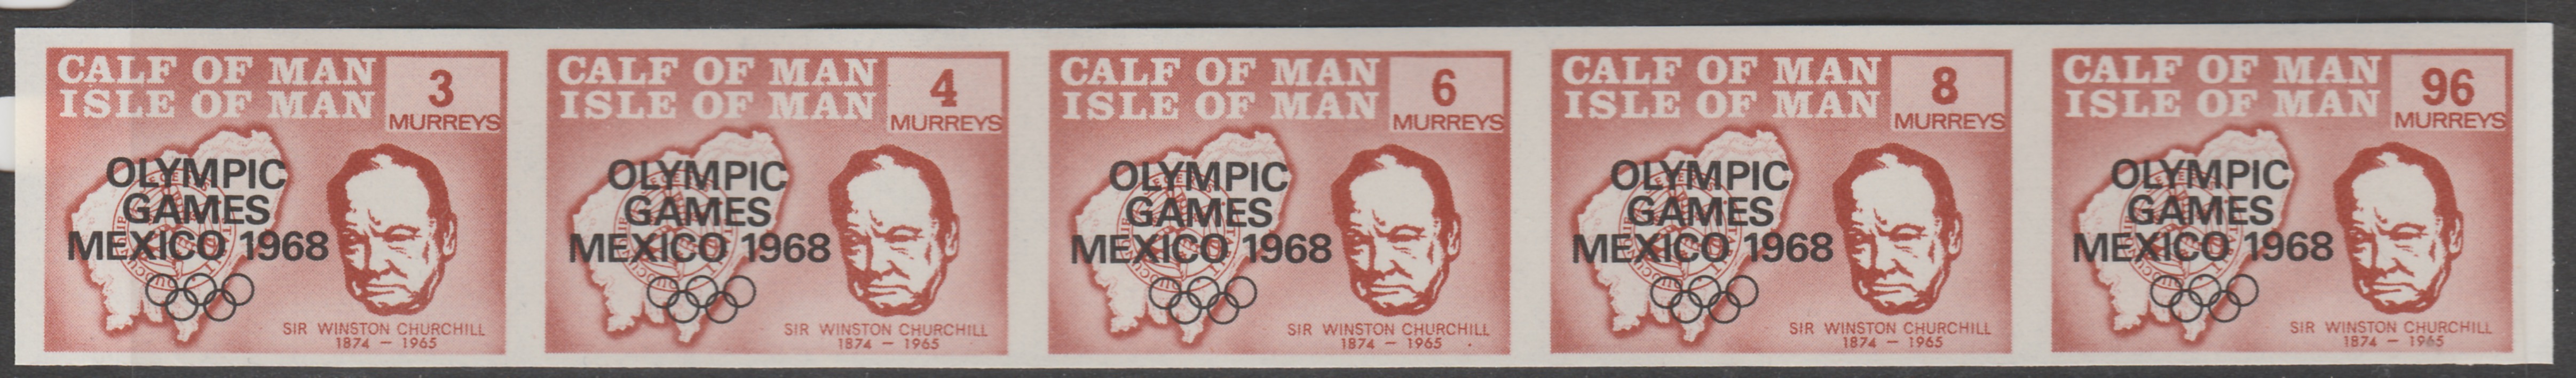 CALF OF MAN
ISLE OF MAN
3
MURREYS
OLYMPIC
GAMES
MEXICO 1968
SIR WINSTON CHURCHILL
1874 – 1965
CALF OF MAN
ISLE OF MAN
4
MURREYS
OLYMPIC
GAMES
MEXICO 1968
SIR WINSTON CHURCHILL
1874 – 1965
CALF OF MAN
ISLE OF MAN
6
MURREYS
OLYMPIC
GAMES
MEXICO 1968
SIR WINSTON CHURCHILL
1874 – 1965
CALF OF MAN
ISLE OF MAN
8
MURREYS
OLYMPIC
GAMES
MEXICO 1968
SIR WINSTON CHURCHILL
1874 – 1965
CALF OF MAN
ISLE OF MAN
96
MURREYS
OLYMPIC
GAMES
MEXICO 1968
SIR WINSTON CHURCHILL
1874 – 1965